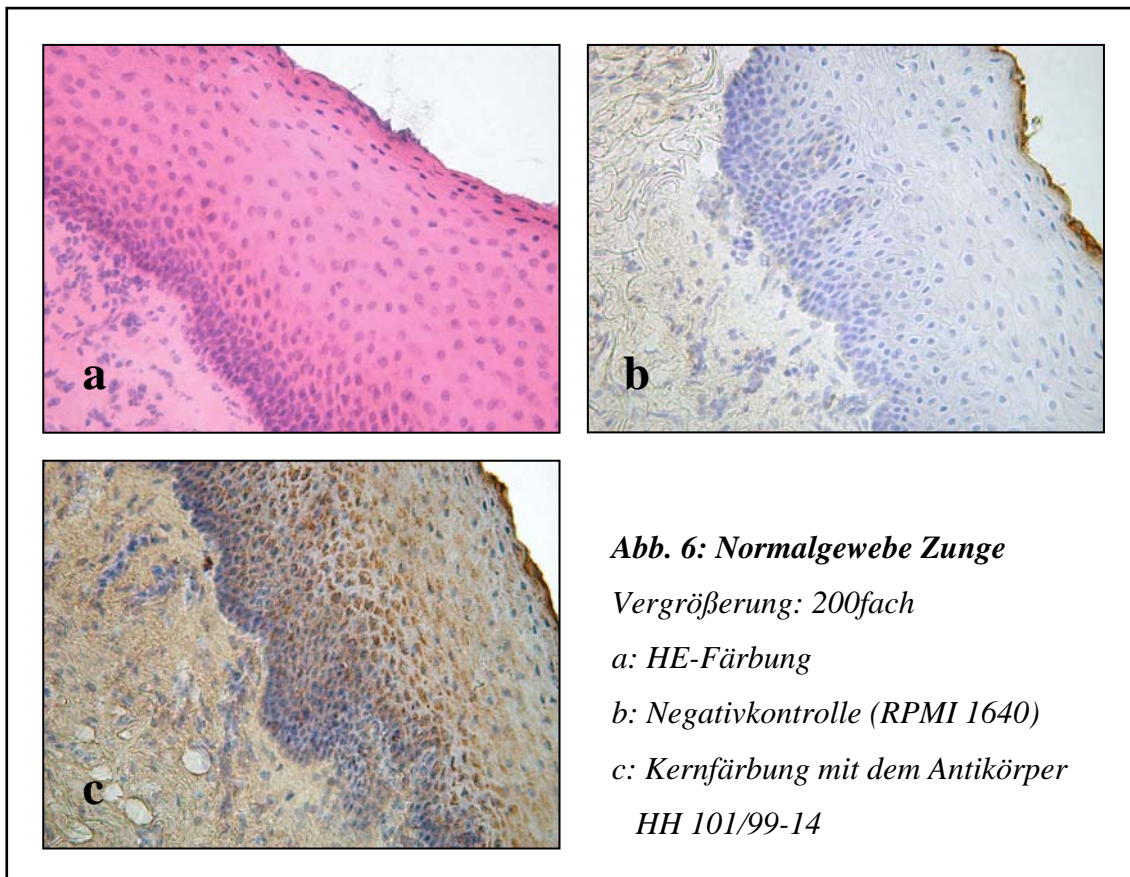 a
b
c
Abb. 6: Normalgewebe Zunge
Vergrößerung: 200fach
a: HE-Färbung
b: Negativkontrolle (RPMI 1640)
c: Kernfärbung mit dem Antikörper
HH 101/99-14